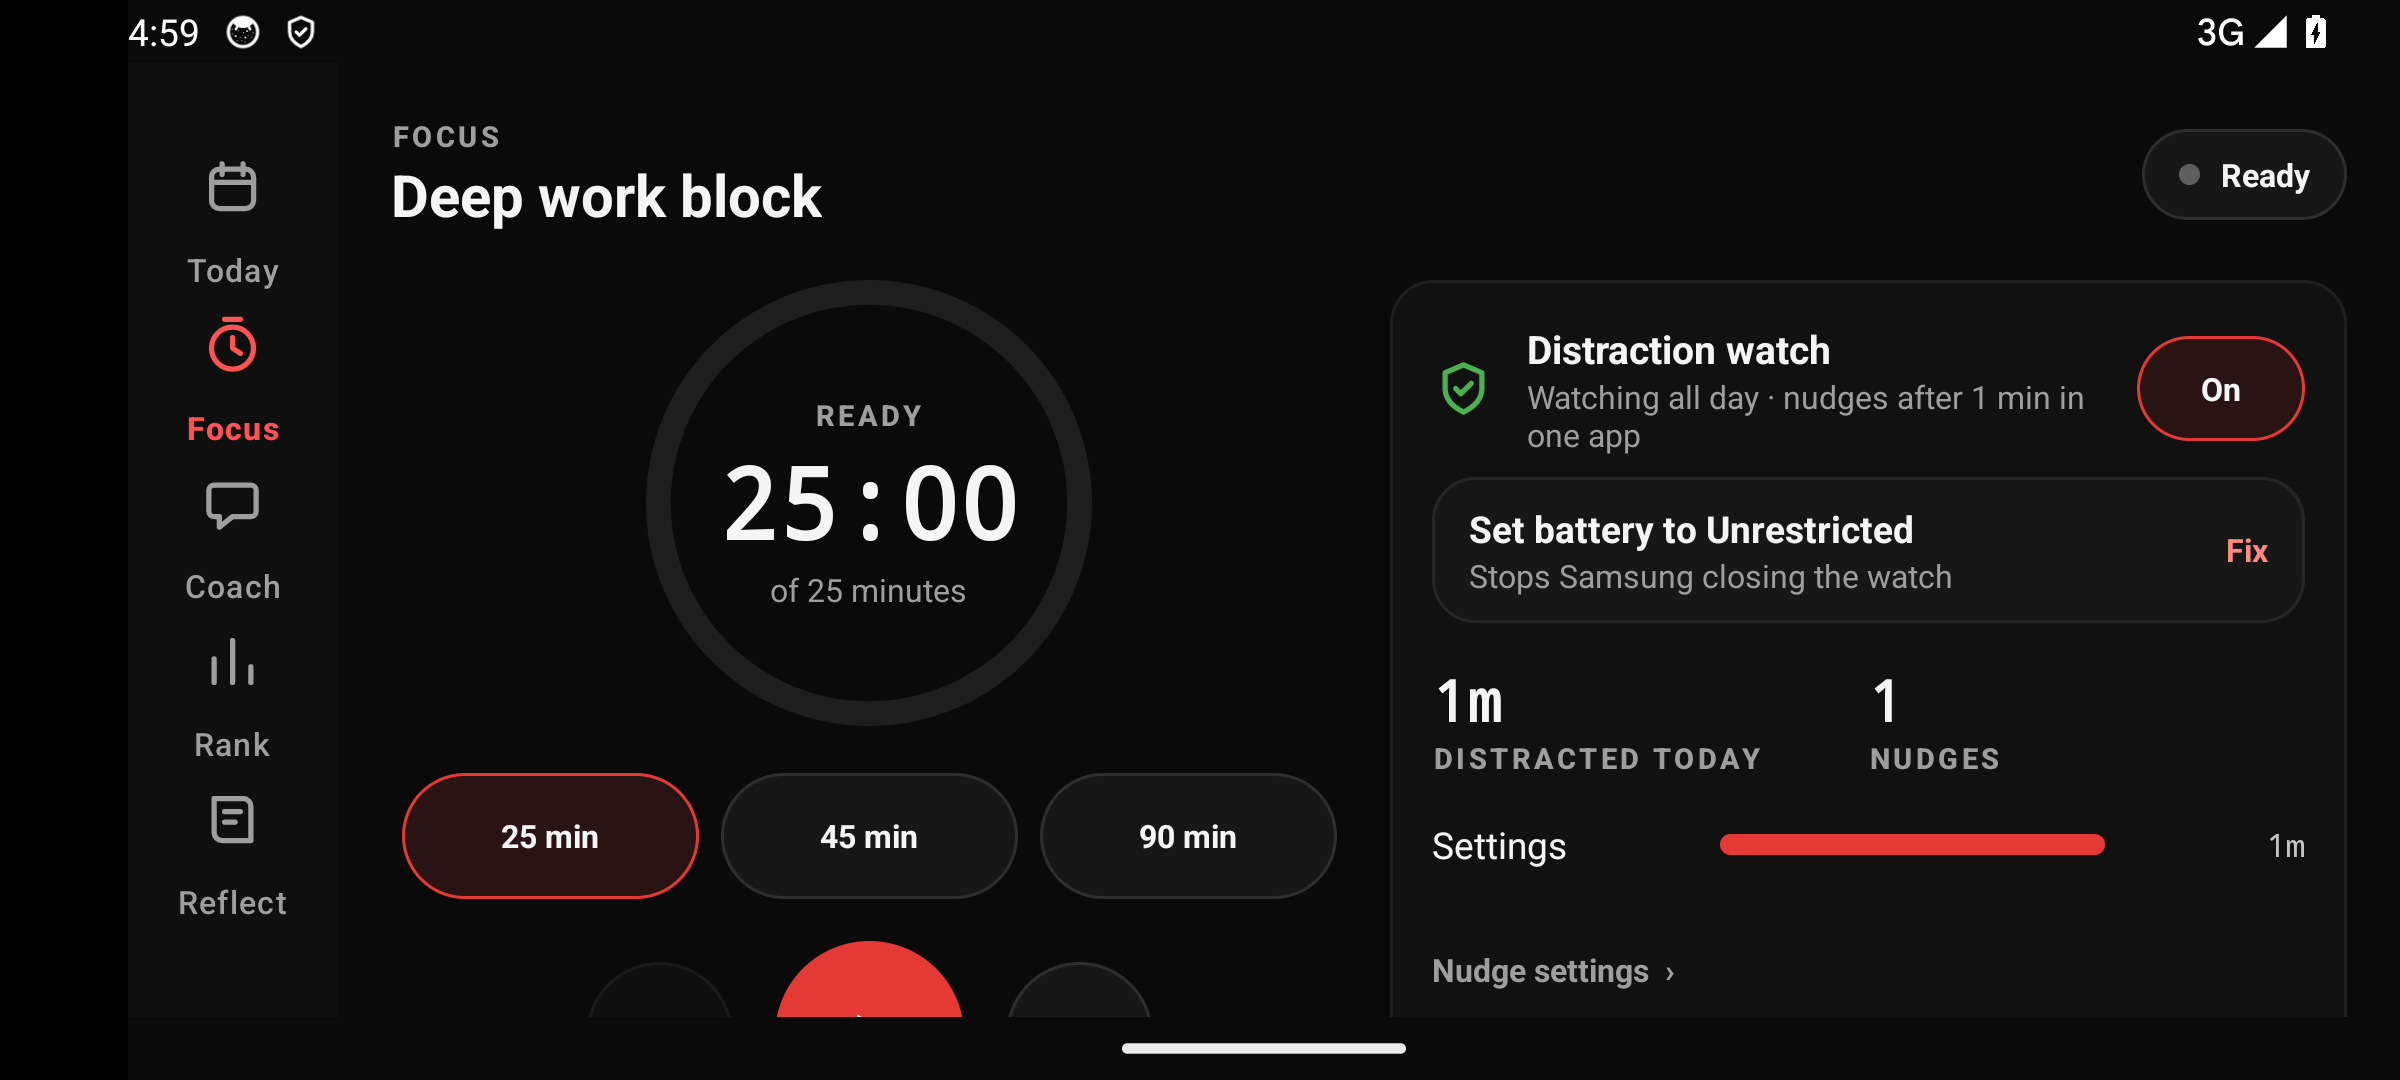 4:59
3G
Today
Focus
Coach
Rank
Reflect
FOCUS
Deep work block
Ready
READY
25:00
of 25 minutes
25 min
45 min
90 min
Distraction watch
Watching all day · nudges after 1 min in
one app
On
Set battery to Unrestricted
Stops Samsung closing the watch
Fix
1m
DISTRACTED TODAY
1
NUDGES
Settings
1m
Nudge settings ›